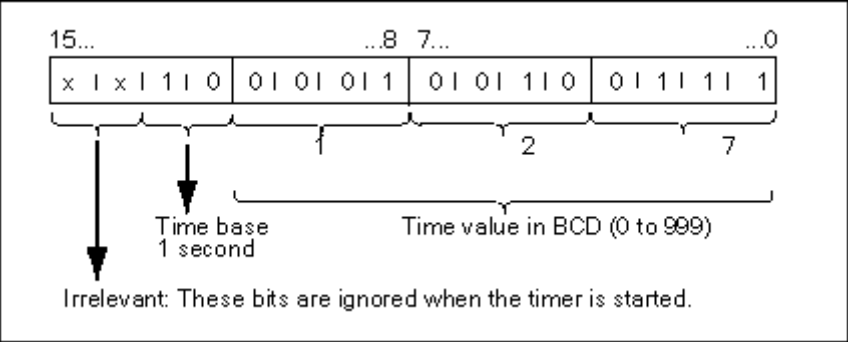 15... ...8 7... ...0
x | x | 1 | 0 0 | 0 | 0 | 1 0 | 0 | 1 | 0 0 | 1 | 1 | 1
1 2 7
Time base Time value in BCD (0 to 999)
1 second
Irrelevant: These bits are ignored when the timer is started.